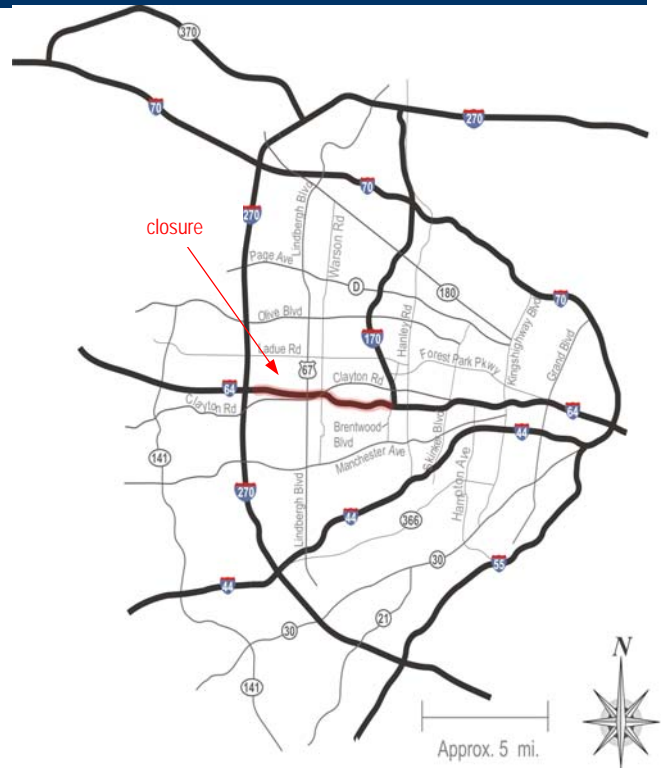 370
70
270
70
270
closure
Lindbergh Blvd
Warson Rd
Page Ave
D
180
Hanley Rd
Kingshighway Blvd
70
Olive Blvd
170
Grand Blvd
Ladue Rd
67
Forest Park Pkwy
Clayton Rd
64
Clayton Rd
64
Brentwood
Blvd
Skinker Blvd
44
141
Manchester Ave
Hampton Ave
270
Lindbergh Blvd
44
366
30
55
44
21
30
141
N
Approx. 5 mi.